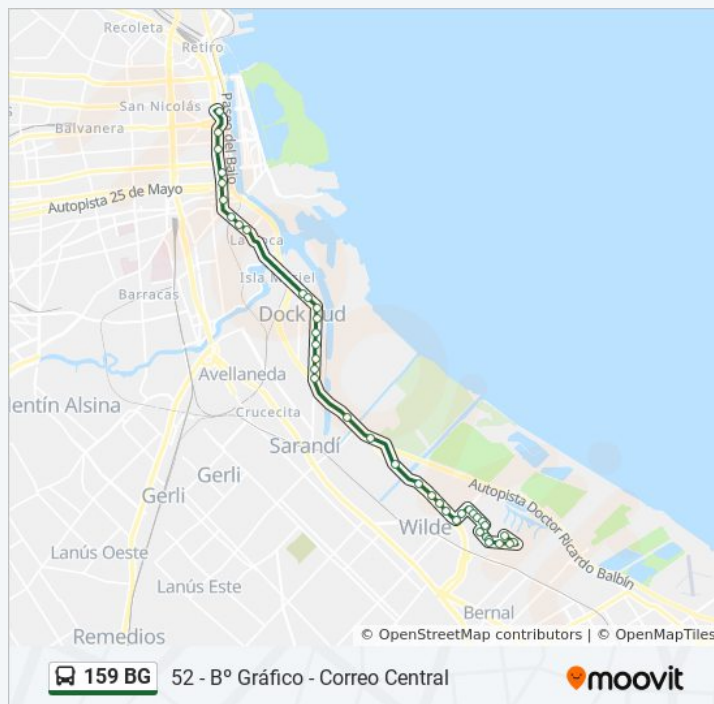 Recoleta
Retiro
San Nicolás
Balvanera
Paseo del Bajo
Autopista 25 de Mayo
La Boca
Isla Maciel
Barracas
Dock Sud
Avellaneda
lentín Alsina
Crucecita
Sarandí
Gerli
Gerli
Autopista Doctor Ricardo Balbín
Wilde
Lanús Oeste
Lanús Este
Bernal
Remedios
© OpenStreetMap contributors | © OpenMapTiles
159 BG
52 - Bº Gráfico - Correo Central
moovit